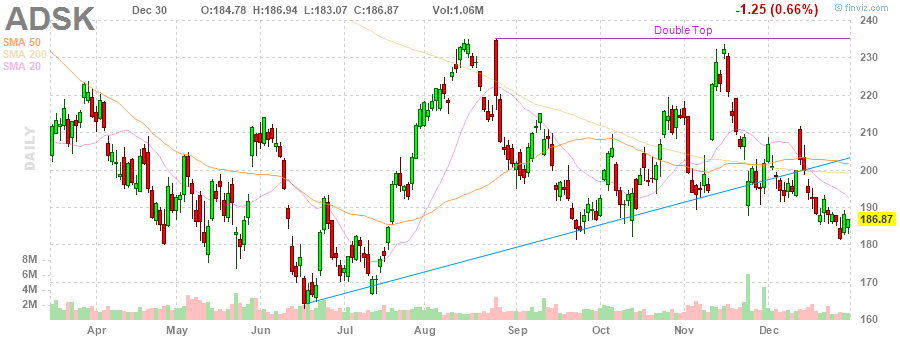 ADSK Dec 30 O:184.78 H:186.94 L:183.07 C:186.87 Vol:1.06M -1.25 (0.66%) © finviz.com
SMA 50
SMA 200
SMA 20
Double Top
DAILY
240
230
220
210
200
190
186.87
180
170
160
8M
6M
4M
2M
Apr May Jun Jul Aug Sep Oct Nov Dec